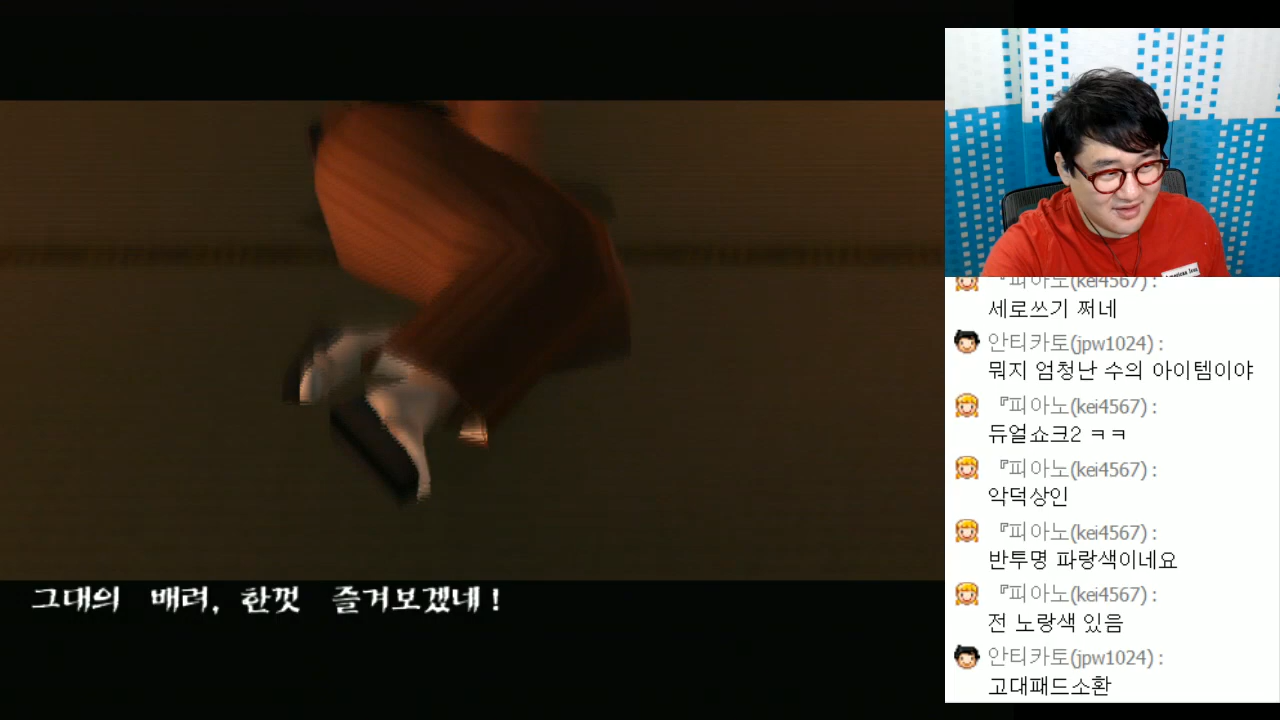 그대의 배려, 한껏 즐겨보겠네!
『피아노(kei4567) :
세로쓰기 쩌네
안티카토(jpw1024) :
뭐지 엄청난 수의 아이템이야
『피아노(kei4567) :
듀얼쇼크2 ㅋㅋ
『피아노(kei4567) :
악덕상인
『피아노(kei4567) :
반투명 파랑색이네요
『피아노(kei4567) :
전 노랑색 있음
안티카토(jpw1024) :
고대패드소환